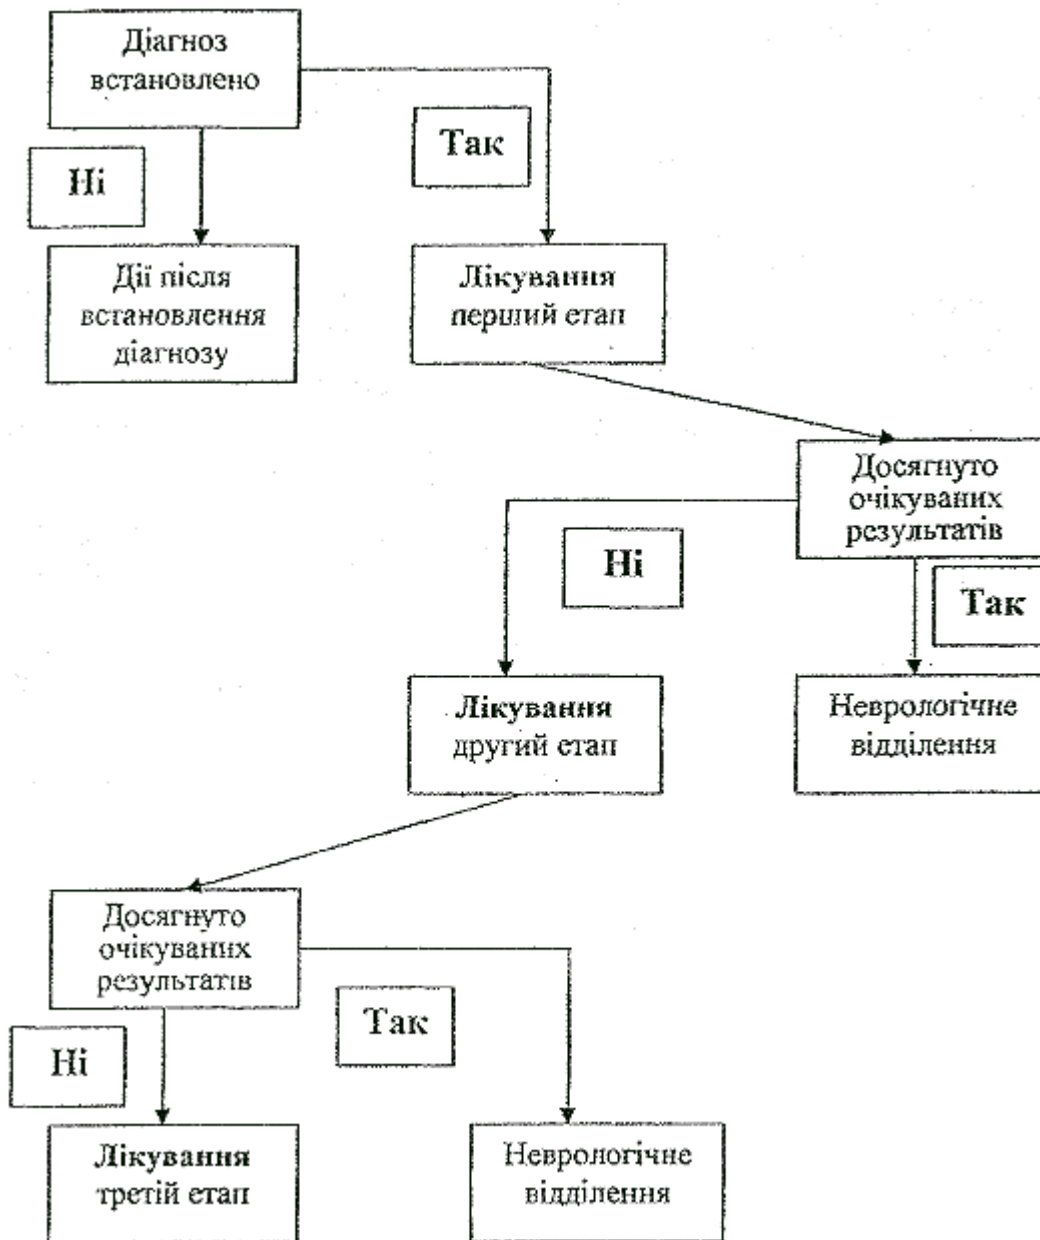 Діагноз
встановлено
Так
Ні
Дії після
встановлення
діагнозу
Лікування
перший етап
Досягнуто
очікуваних
результатів
Ні
Так
Лікування
другий етап
Неврологічне
відділення
Досягнуто
очікуваних
результатів
Так
Ні
Лікування
третій етап
Неврологічне
відділення